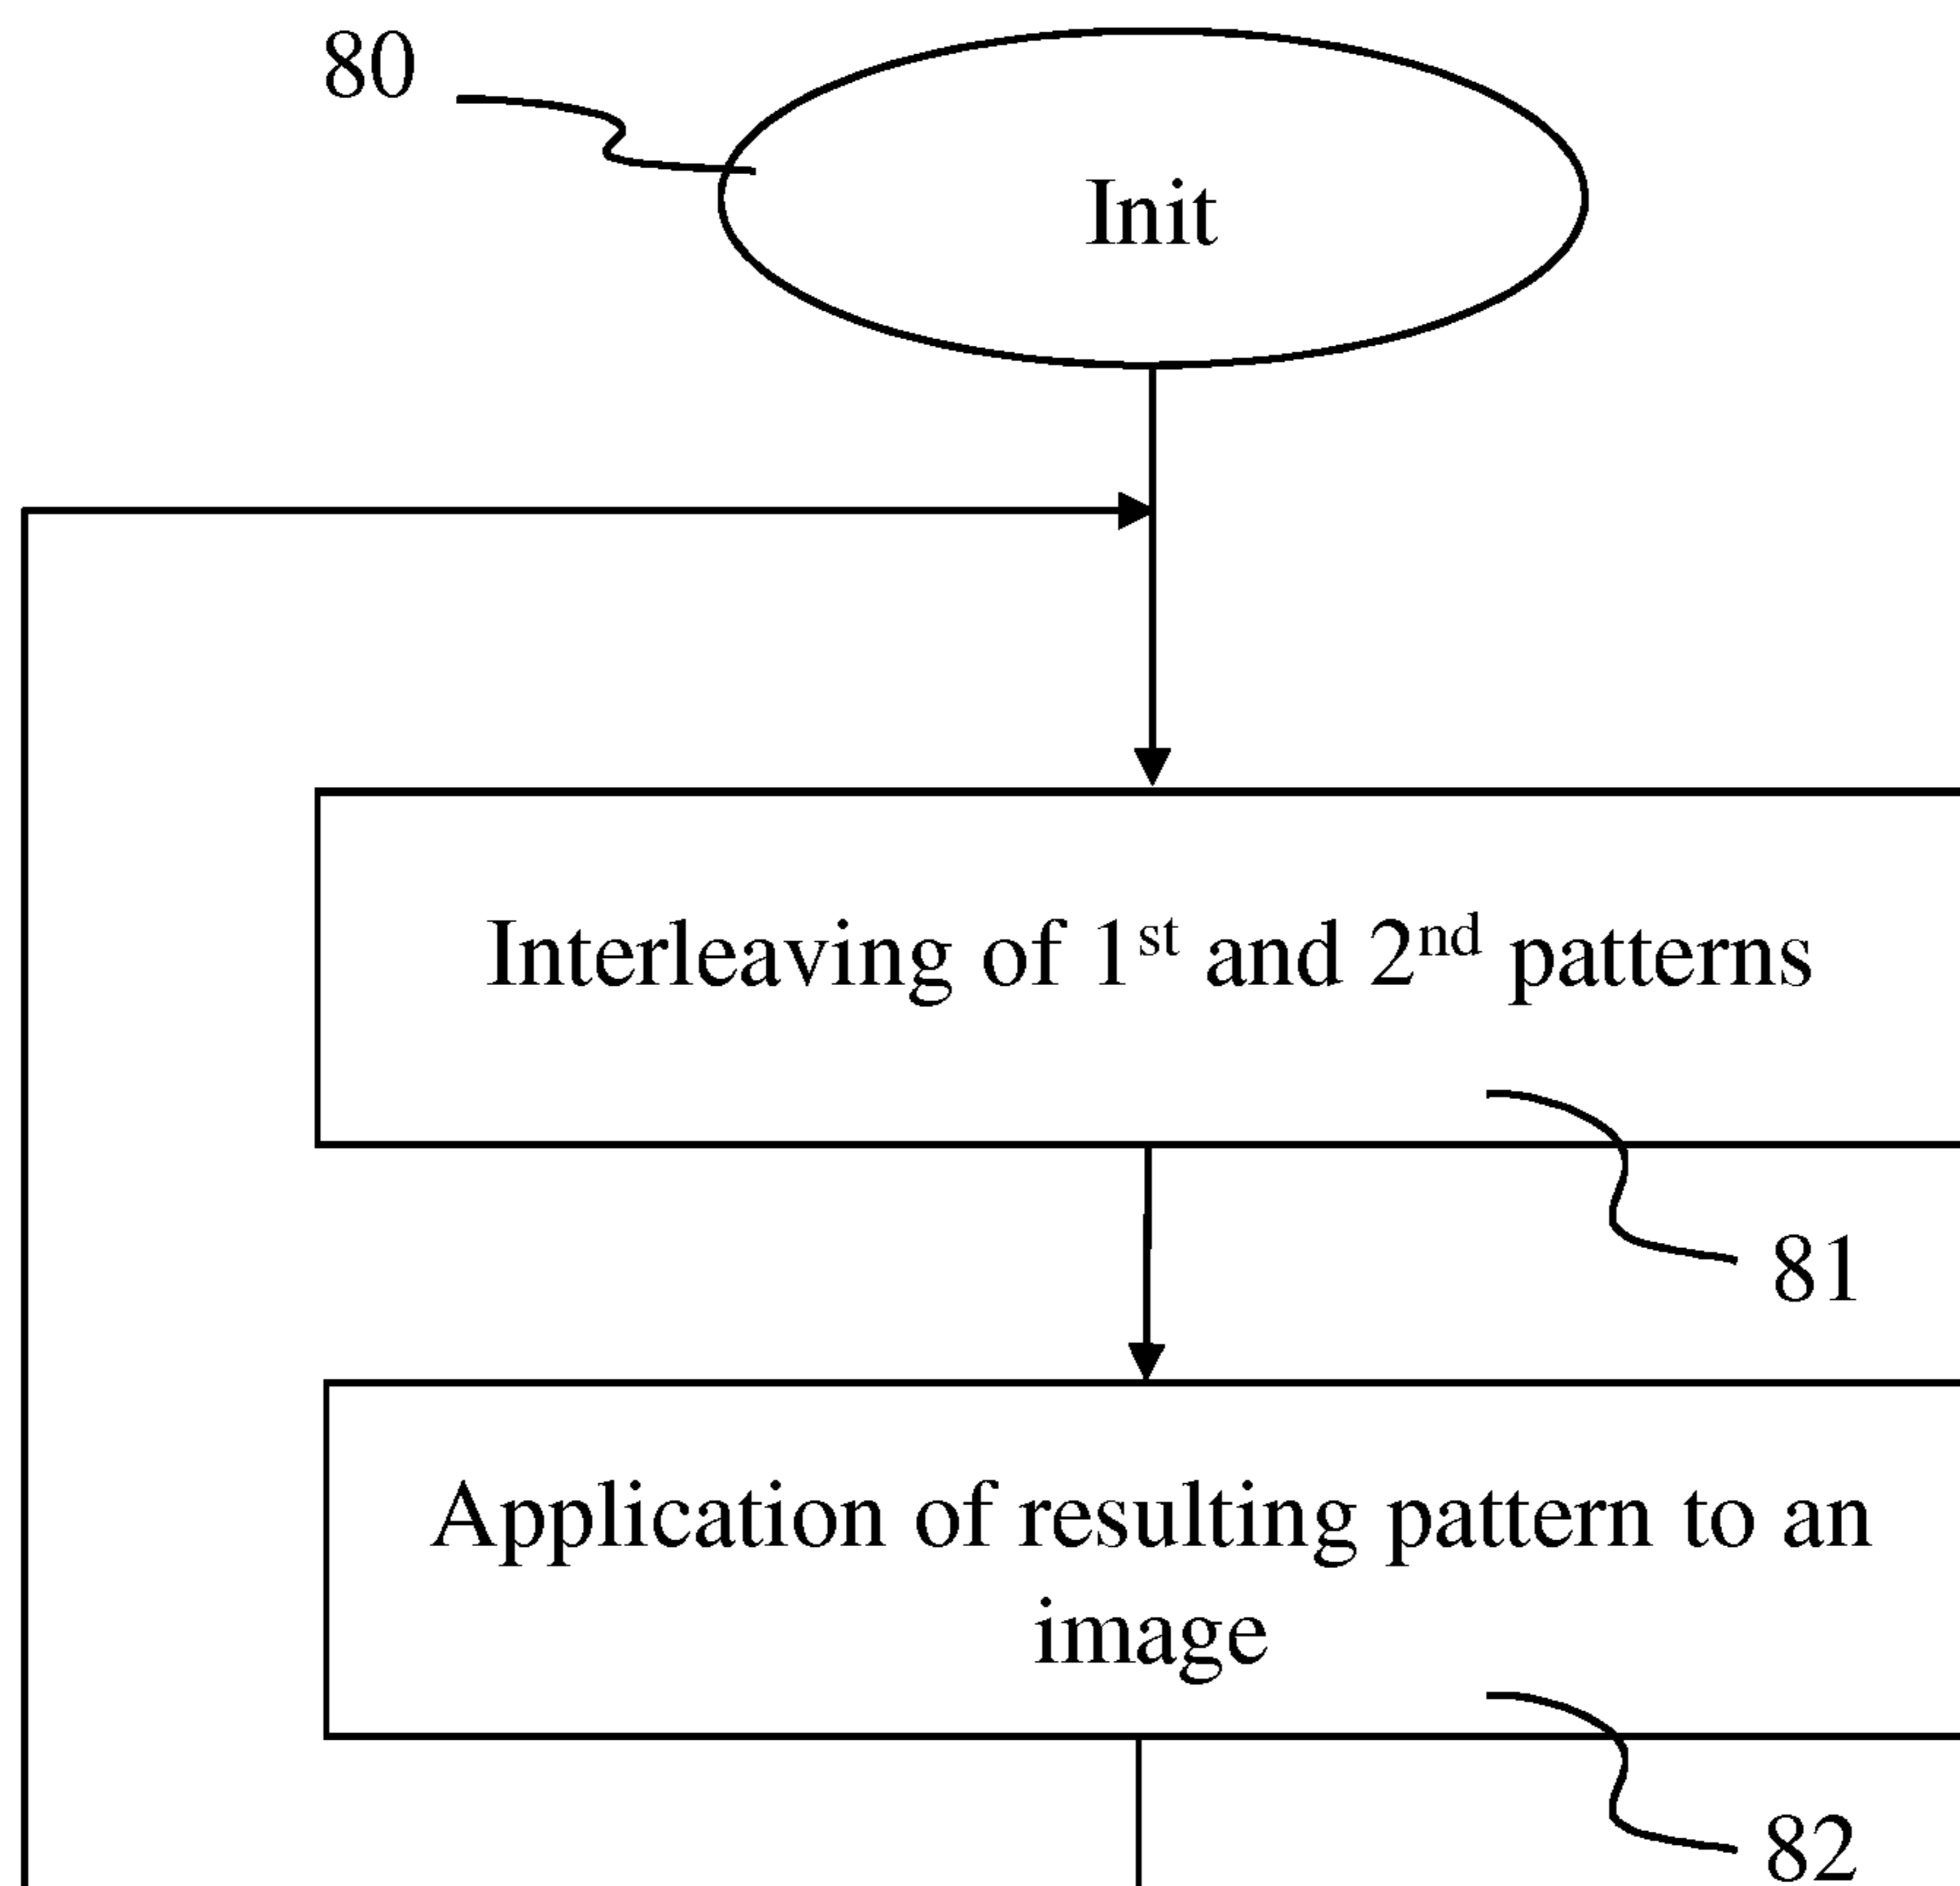 80
Init
Interleaving of 1st and 2nd patterns
81
Application of resulting pattern to an
image
82